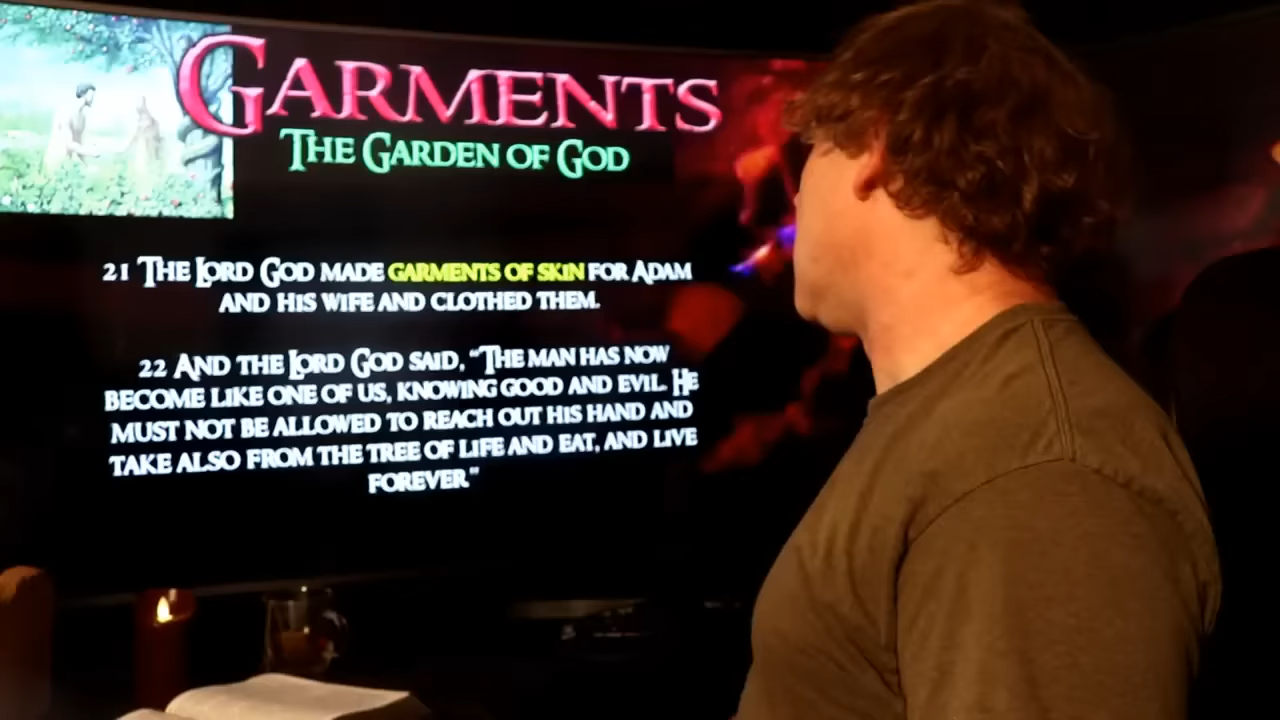 GARMENTS
THE GARDEN OF GOD
21 THE LORD GOD MADE GARMENTS OF SKIN FOR ADAM
AND HIS WIFE AND CLOTHED THEM.
22 AND THE LORD GOD SAID, “THE MAN HAS NOW
BECOME LIKE ONE OF US, KNOWING GOOD AND EVIL. HE
MUST NOT BE ALLOWED TO REACH OUT HIS HAND AND
TAKE ALSO FROM THE TREE OF LIFE AND EAT, AND LIVE
FOREVER.”